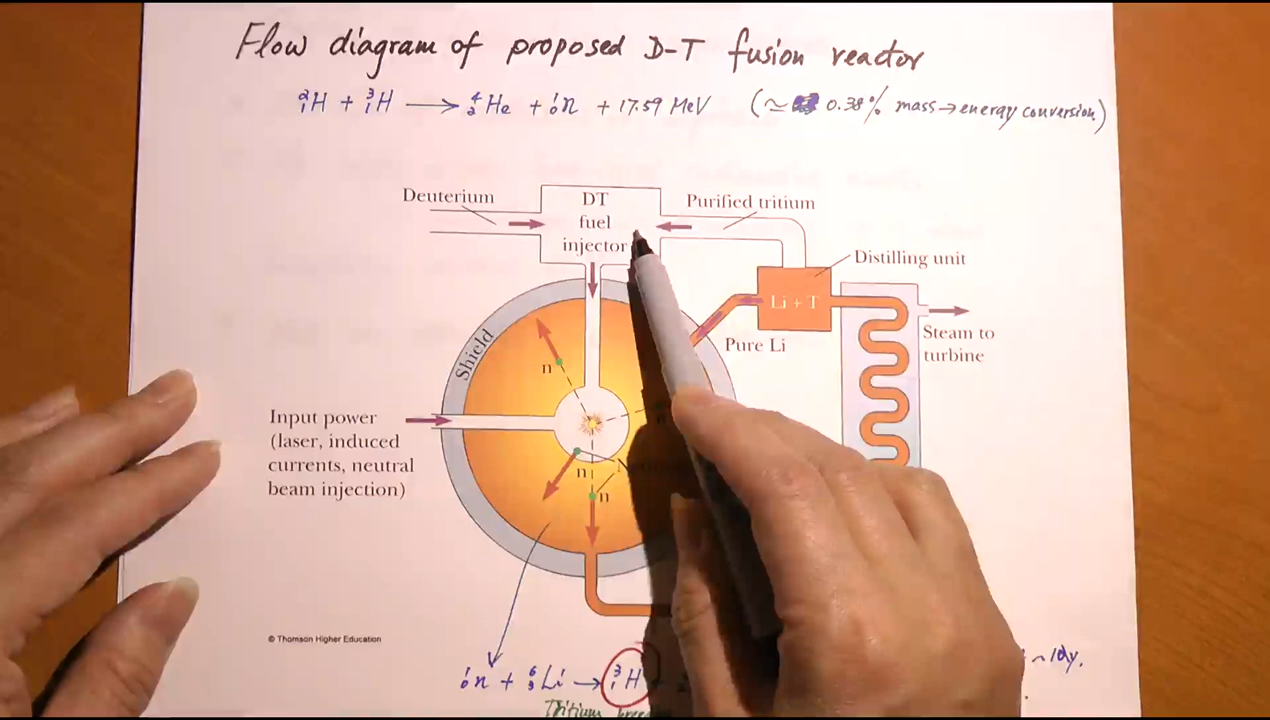 Flow diagram of proposed D-T fusion reactor
²₁H + ³₁H → ⁴₂He + ¹₀n + 17.59 MeV (≃ 0.38% mass→energy conversion)
Deuterium
DT
fuel
injector
Purified tritium
Distilling unit
Li + T
Pure Li
Steam to
turbine
Shield
n
Input power
(laser, induced
currents, neutral
beam injection)
n
n
© Thomson Higher Education
¹₀n + ⁶₃Li → ³₁H +
Tritium